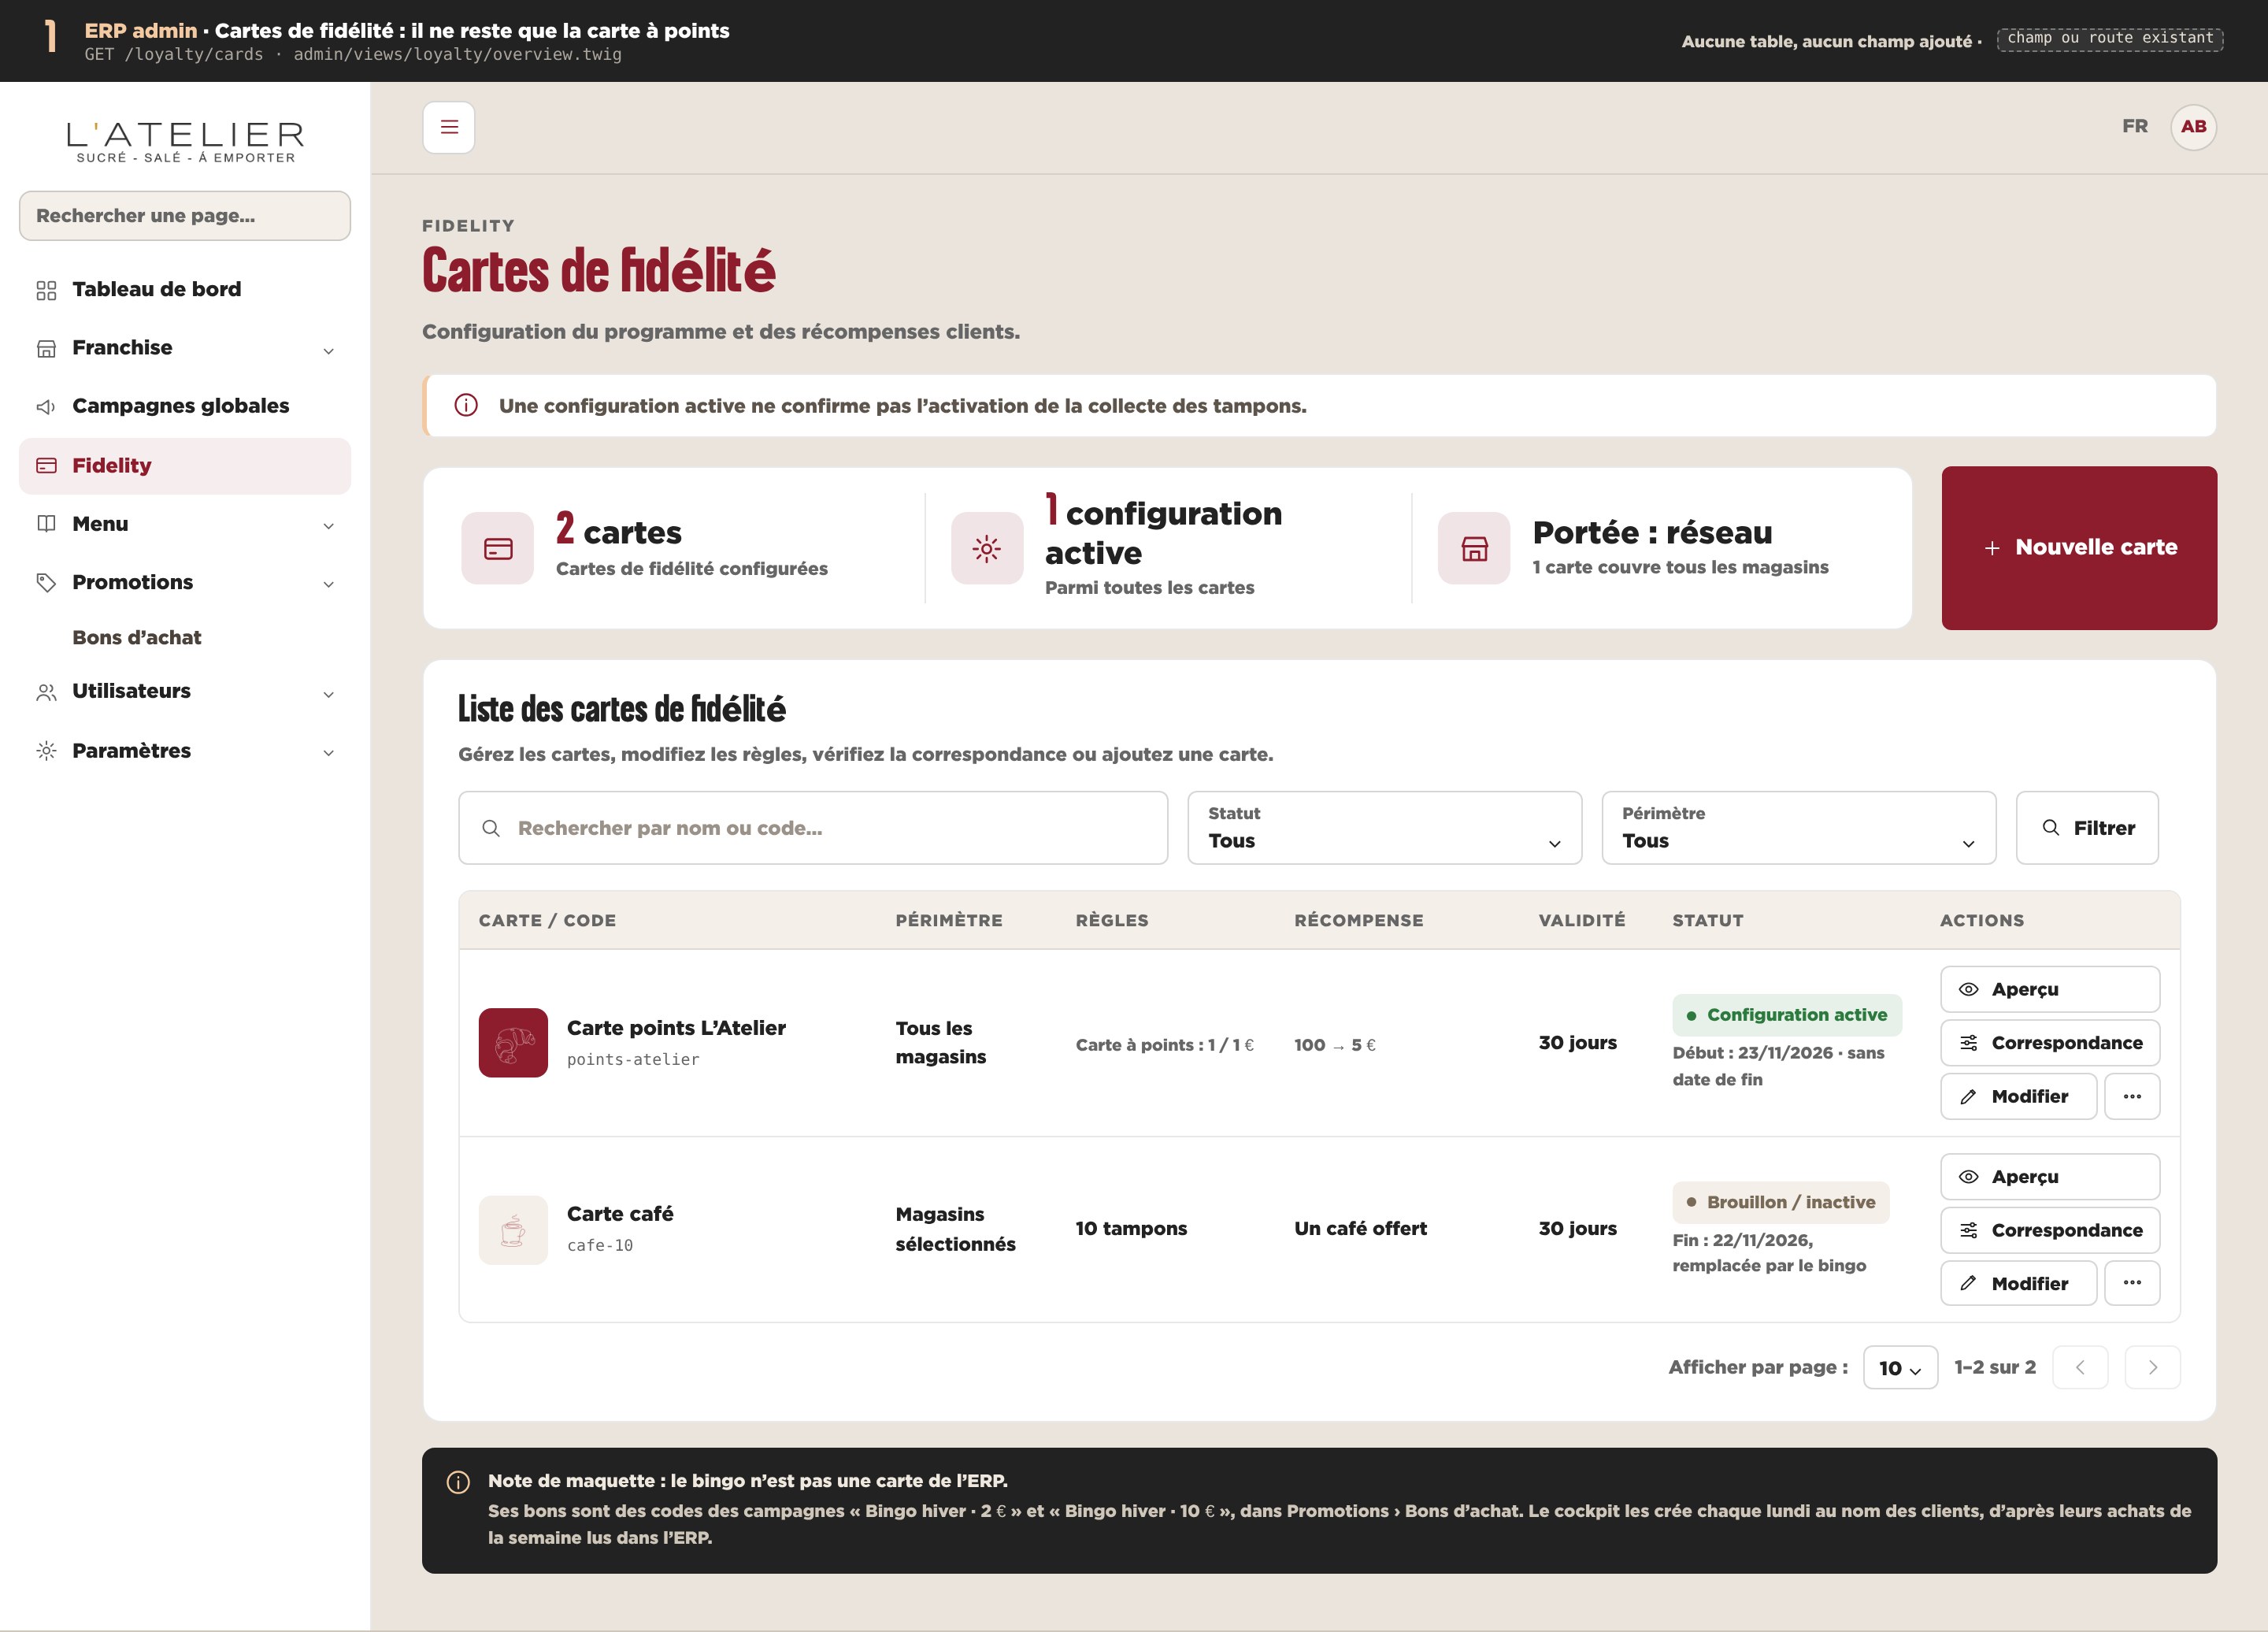 1
ERP admin · Cartes de fidélité : il ne reste que la carte à points
GET /loyalty/cards · admin/views/loyalty/overview.twig
Aucune table, aucun champ ajouté · champ ou route existant
L'ATELIER
SUCRÉ - SALÉ - Á EMPORTER
Rechercher une page...
Tableau de bord
Franchise
Campagnes globales
Fidelity
Menu
Promotions
Bons d’achat
Utilisateurs
Paramètres
FR
AB
FIDELITY
Cartes de fidélité
Configuration du programme et des récompenses clients.
Une configuration active ne confirme pas l’activation de la collecte des tampons.
2 cartes
Cartes de fidélité configurées
1 configuration
active
Parmi toutes les cartes
Portée : réseau
1 carte couvre tous les magasins
+ Nouvelle carte
Liste des cartes de fidélité
Gérez les cartes, modifiez les règles, vérifiez la correspondance ou ajoutez une carte.
Rechercher par nom ou code...
Statut
Tous
Périmètre
Tous
Filtrer
CARTE / CODE PÉRIMÈTRE RÈGLES RÉCOMPENSE VALIDITÉ STATUT ACTIONS
Carte points L’Atelier
points-atelier
Tous les
magasins
Carte à points : 1 / 1 €
100 → 5 €
30 jours
Configuration active
Début : 23/11/2026 · sans
date de fin
Aperçu
Correspondance
Modifier
Carte café
cafe-10
Magasins
sélectionnés
10 tampons
Un café offert
30 jours
Brouillon / inactive
Fin : 22/11/2026,
remplacée par le bingo
Aperçu
Correspondance
Modifier
Afficher par page : 10 1–2 sur 2
Note de maquette : le bingo n’est pas une carte de l’ERP.
Ses bons sont des codes des campagnes « Bingo hiver · 2 € » et « Bingo hiver · 10 € », dans Promotions › Bons d’achat. Le cockpit les crée chaque lundi au nom des clients, d’après leurs achats de
la semaine lus dans l’ERP.